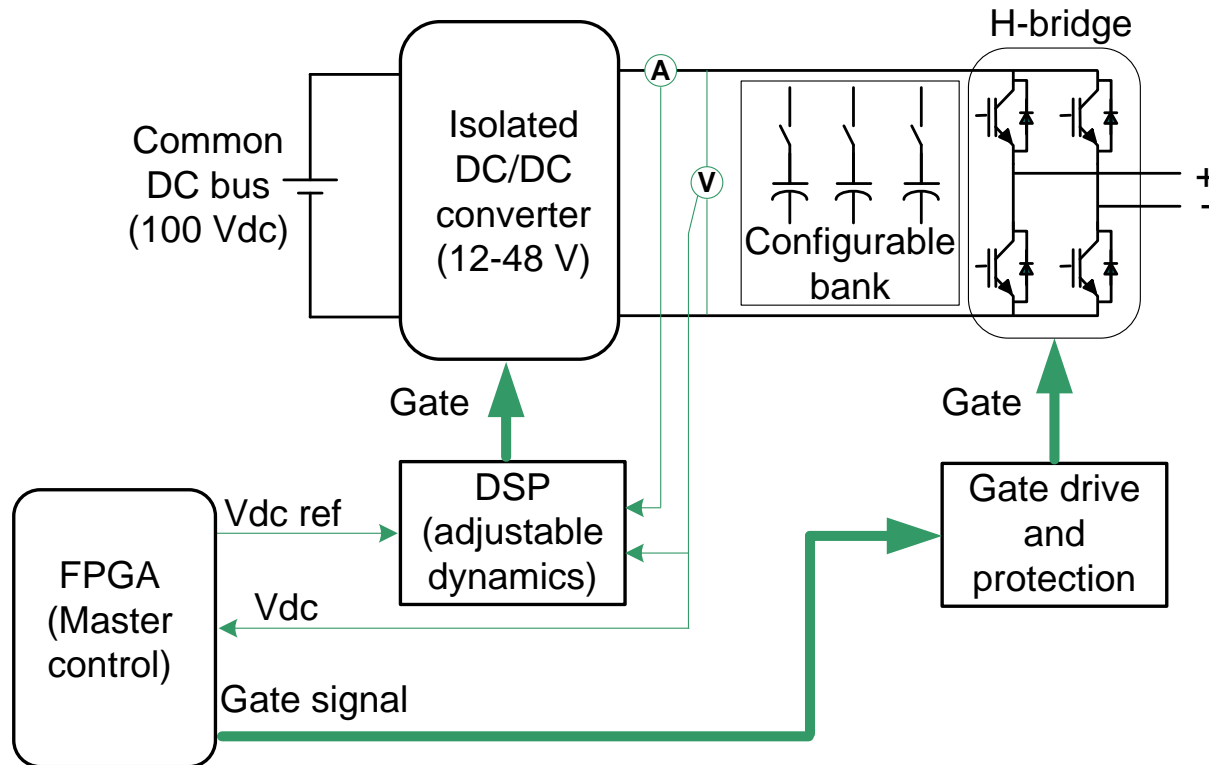 H-bridge
A
Common
DC bus
(100 Vdc)
Isolated
DC/DC
converter
(12-48 V)
V
Configurable
bank
+
-
Gate
Gate
DSP
(adjustable
dynamics)
Gate drive
and
protection
Vdc ref
FPGA
(Master
control)
Vdc
Gate signal